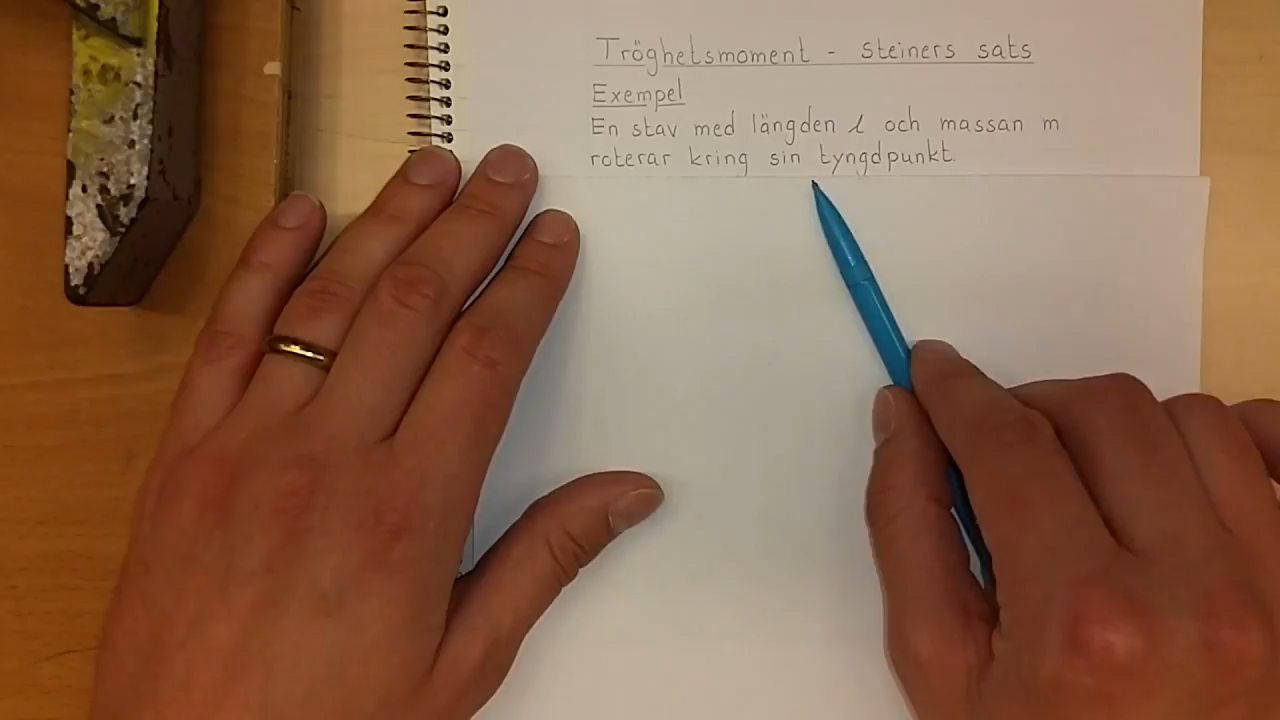 Tröghetsmoment - Steiners sats
Exempel
En stav med längden l och massan m
roterar kring sin tyngdpunkt.